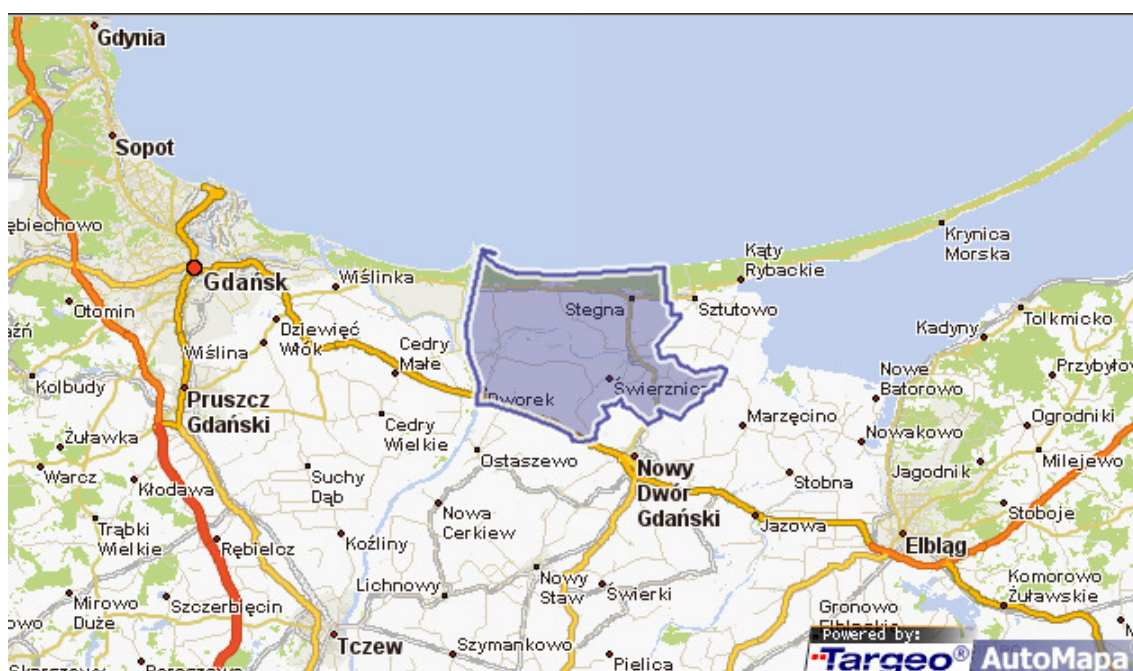 Gdynia
Sopot
ębiechowo
Gdańsk
Wiślinka
Kąty
Rybackie
Krynica
Morska
Otomin
Stegna
Sztutowo
Dziewięć
Włók
Wiślina
Cedry
Małe
Kadyny
Tolkmicko
Kolbudy
Pruszcz
Gdański
Dworek
Świerznica
Nowe
Batorowo
Przybyło
Żuławka
Cedry
Wielkie
Marzęcino
Nowakowo
Ogrodniki
Warcz
Kłodawa
Suchy
Dąb
Ostaszewo
Nowy
Dwór
Gdański
Stobna
Jagodnik
Milejewo
Trąbki
Wielkie
Rębielcz
Koźliny
Nowa
Cerkiew
Jazowa
Stoboje
Elbląg
Lichnowy
Nowy
Staw
Świerki
Komorowo
Żuławskie
Mirowo
Duże
Szczerbięcin
Tczew
Szymankowo
Gronowo
Pielica
Powered by:
Targeo® AutoMapa